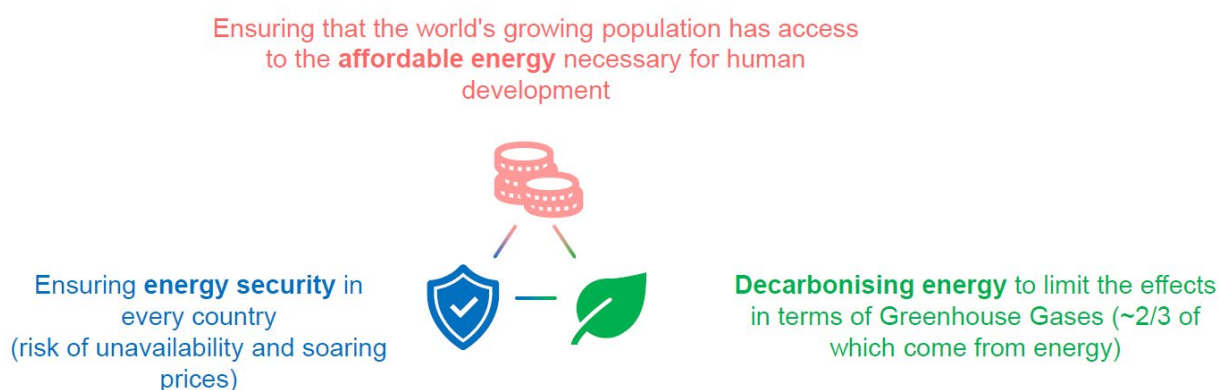 Ensuring that the world's growing population has access
to the affordable energy necessary for human
development
Ensuring energy security in
every country
(risk of unavailability and soaring
prices)
Decarbonising energy to limit the effects
in terms of Greenhouse Gases (~2/3 of
which come from energy)